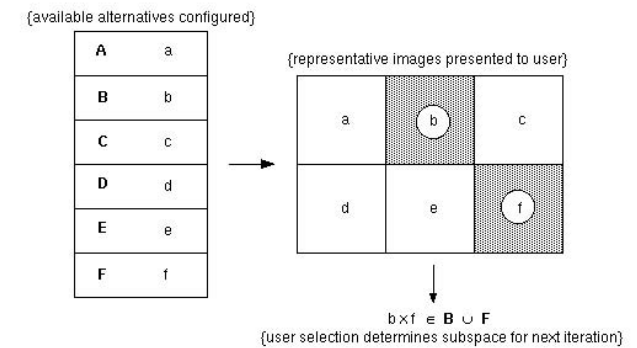 {available alternatives configured}
A a
B b
C c
D d
E e
F f
{representative images presented to user}
a b c
d e f
b×f ∈ B ∪ F
{user selection determines subspace for next iteration}